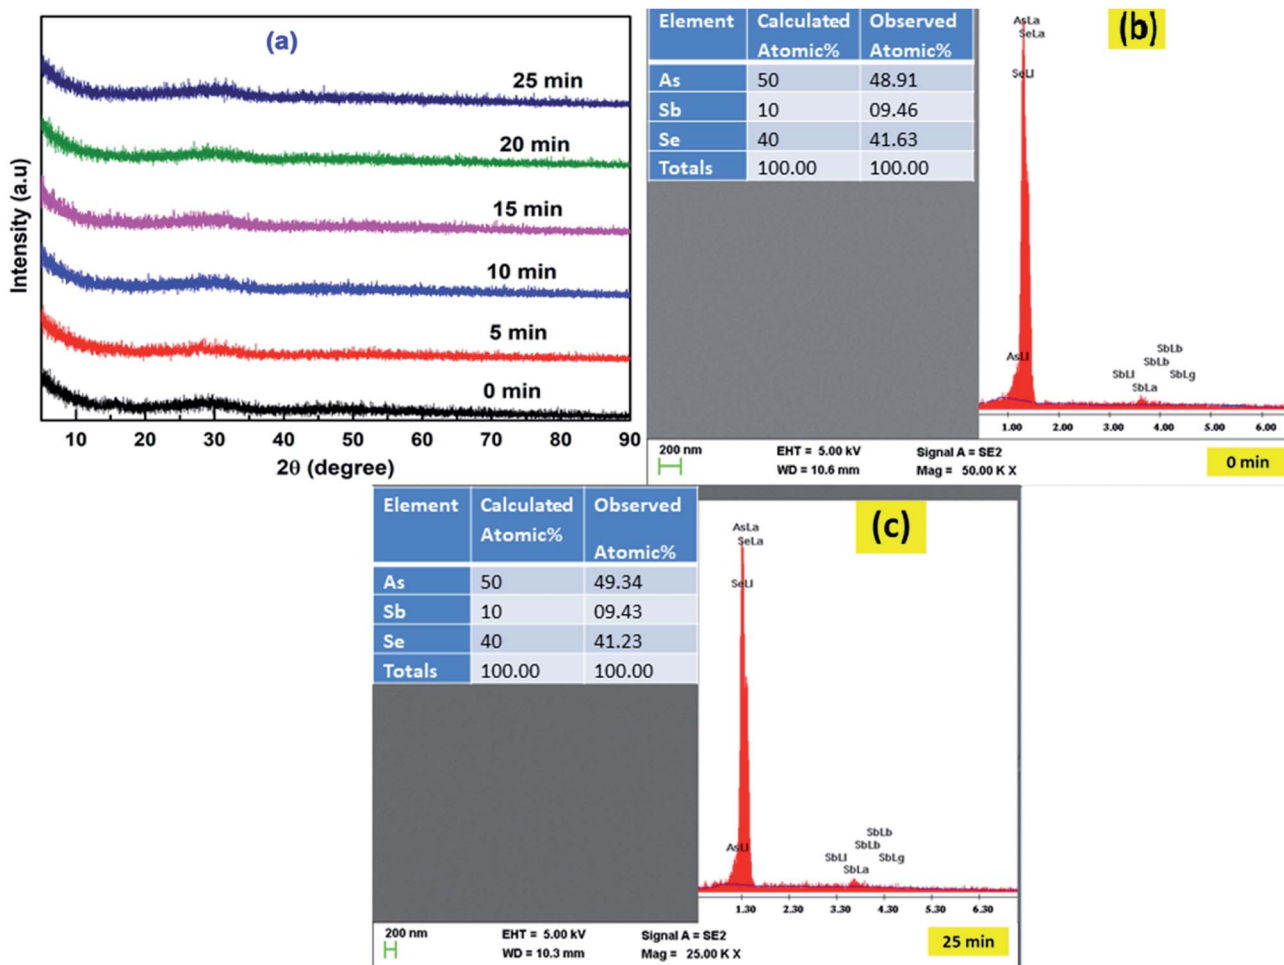 (a)
25 min
20 min
15 min
10 min
5 min
0 min
Intensity (a.u)
10 20 30 40 50 60 70 80 90
2θ (degree)
(b)
Element Calculated Atomic% Observed Atomic%
As 50 48.91
Sb 10 09.46
Se 40 41.63
Totals 100.00 100.00
AsLa
SeLa
SeLl
AsLl
SbLb
SbLb
SbLl SbLg
SbLa
1.00 2.00 3.00 4.00 5.00 6.00
200 nm EHT = 5.00 kV Signal A = SE2
WD = 10.6 mm Mag = 50.00 K X
0 min
(c)
Element Calculated Atomic% Observed Atomic%
As 50 49.34
Sb 10 09.43
Se 40 41.23
Totals 100.00 100.00
AsLa
SeLa
SeLl
AsLl
SbLb
SbLb
SbLl SbLg
SbLa
1.30 2.30 3.30 4.30 5.30 6.30
200 nm EHT = 5.00 kV Signal A = SE2
WD = 10.3 mm Mag = 25.00 K X
25 min